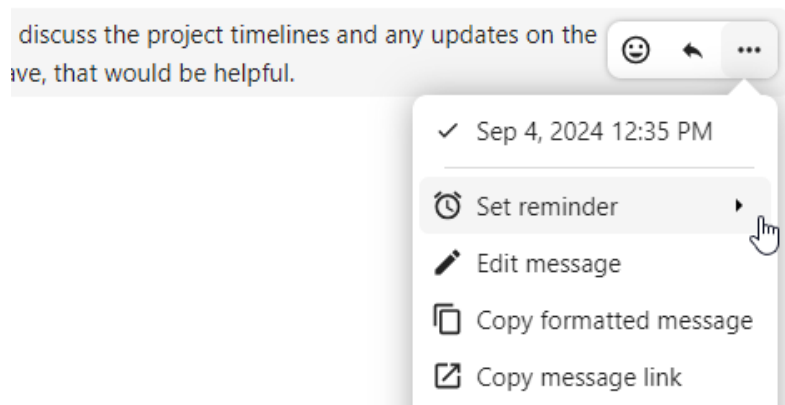 discuss the project timelines and any updates on the
ave, that would be helpful.
Sep 4, 2024 12:35 PM
Set reminder
Edit message
Copy formatted message
Copy message link